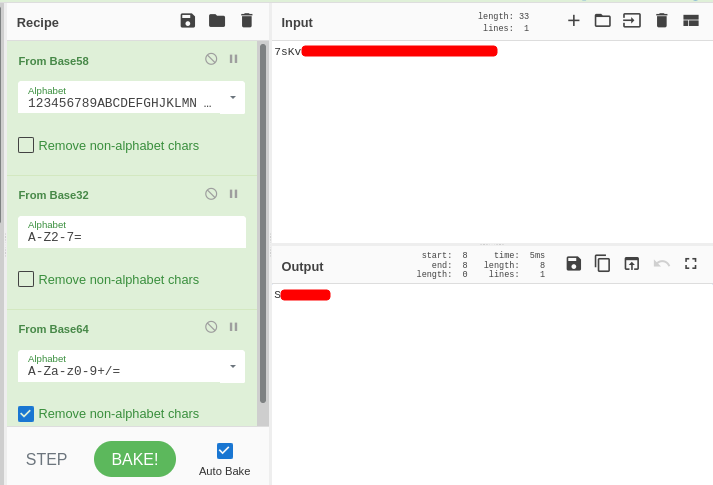 Recipe
From Base58
Alphabet
123456789ABCDEFGHJKLMN …
Remove non-alphabet chars
From Base32
Alphabet
A-Z2-7=
Remove non-alphabet chars
From Base64
Alphabet
A-Za-z0-9+/=
Remove non-alphabet chars
STEP
BAKE!
Auto Bake
Input
length: 33
lines: 1
7sKv
Output
start: 8
end: 8
length: 0
time: 5ms
length: 8
lines: 1
S